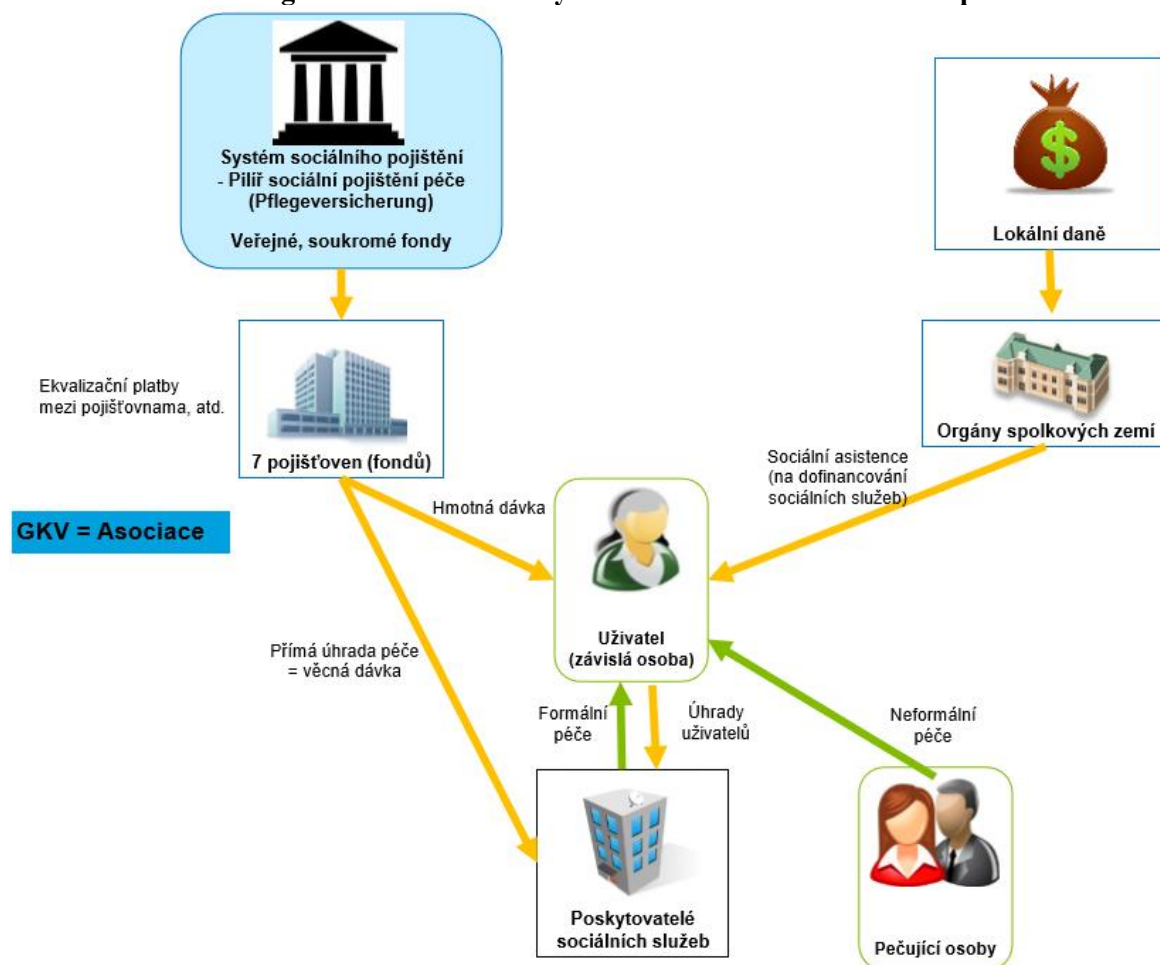 Systém sociálního pojištění
- Pilíř sociální pojištění péče
(Pflegeversicherung)
Veřejné, soukromé fondy
Lokální daně
Ekvalizační platby
mezi pojišťovnama, atd.
7 pojišťoven (fondů)
Orgány spolkových zemí
Sociální asistence
(na dofinancování
sociálních služeb)
Hmotná dávka
GKV = Asociace
Uživatel
(závislá osoba)
Přímá úhrada péče
= věcná dávka
Formální
péče
Úhrady
uživatelů
Neformální
péče
Poskytovatelé
sociálních služeb
Pečující osoby